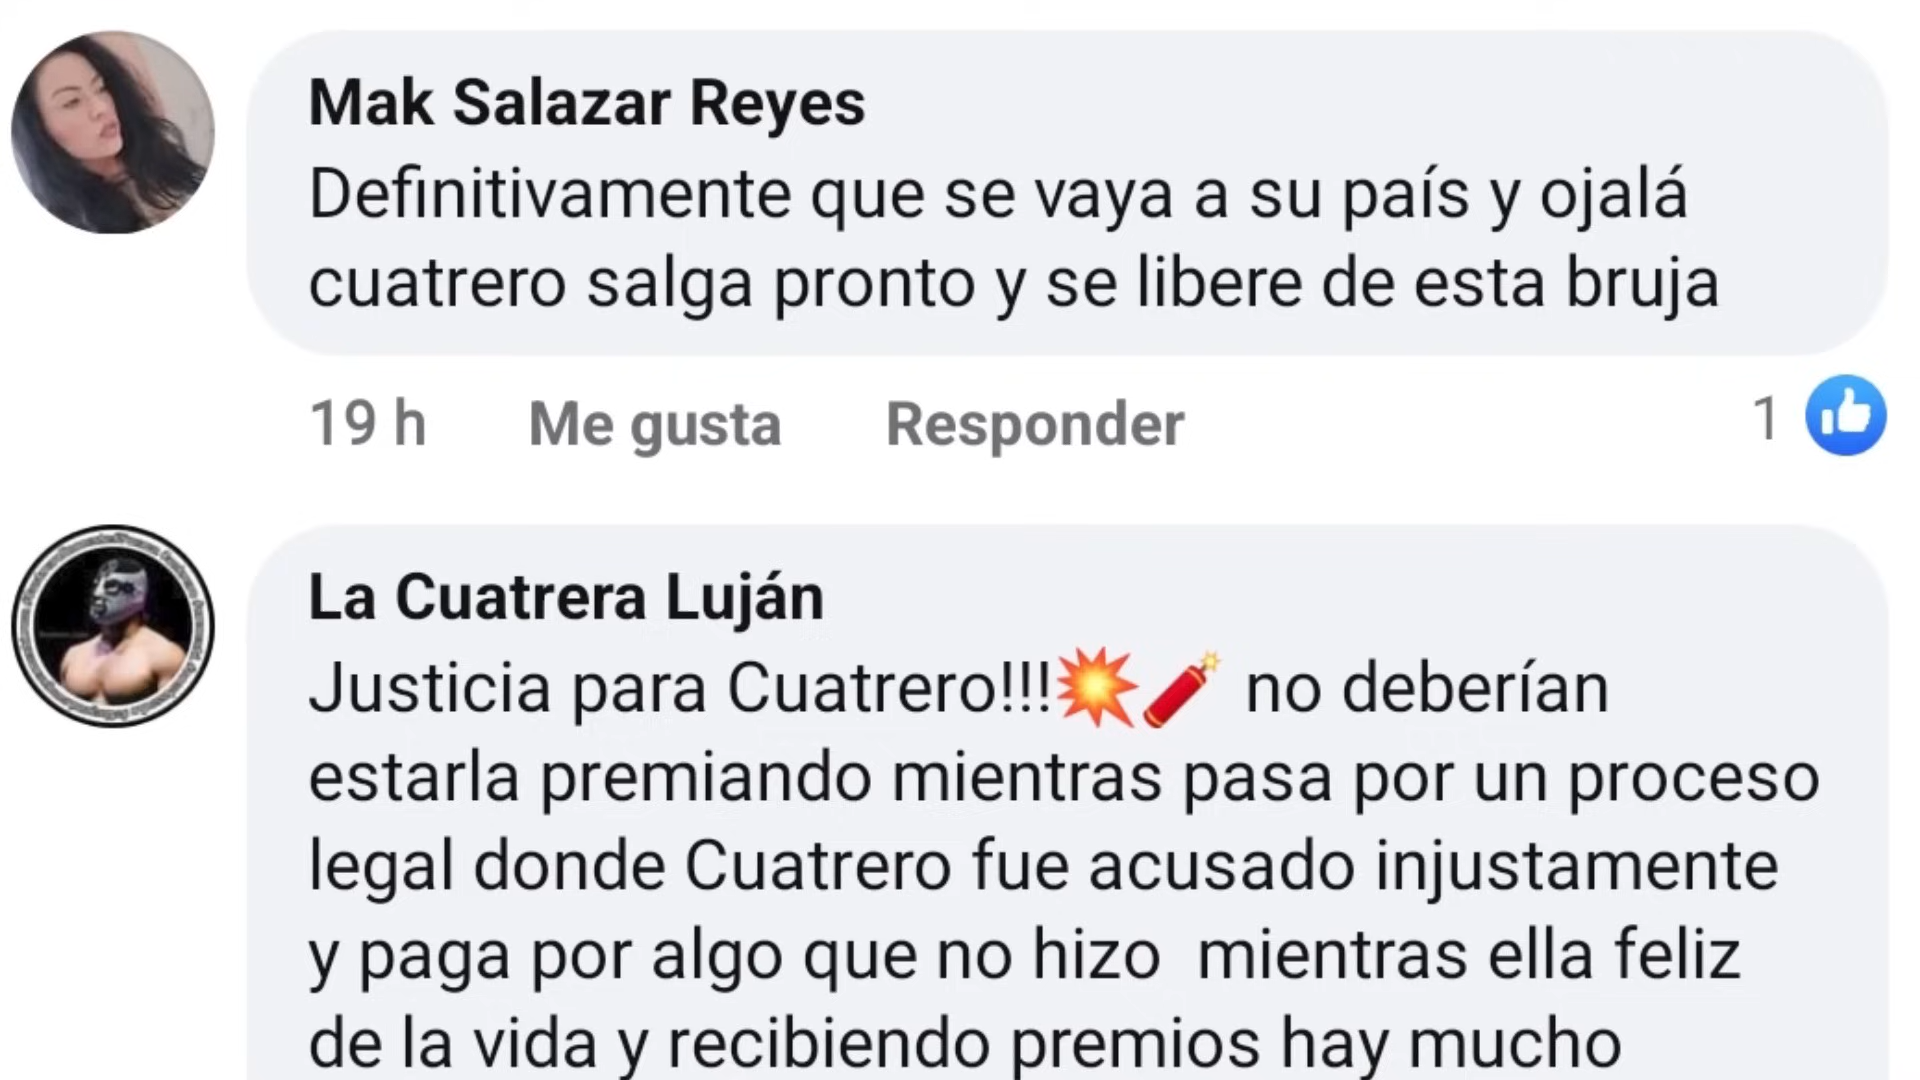 Mak Salazar Reyes
Definitivamente que se vaya a su país y ojalá
cuatrero salga pronto y se libere de esta bruja
19 h Me gusta Responder 1
La Cuatrera Luján
Justicia para Cuatrero!!!💥🧨 no deberían
estarla premiando mientras pasa por un proceso
legal donde Cuatrero fue acusado injustamente
y paga por algo que no hizo  mientras ella feliz
de la vida y recibiendo premios hay mucho